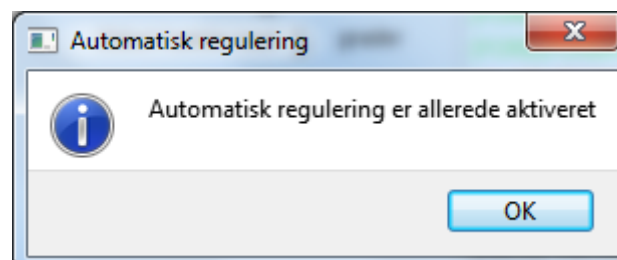 Automatisk regulering
Automatisk regulering er allerede aktiveret
OK